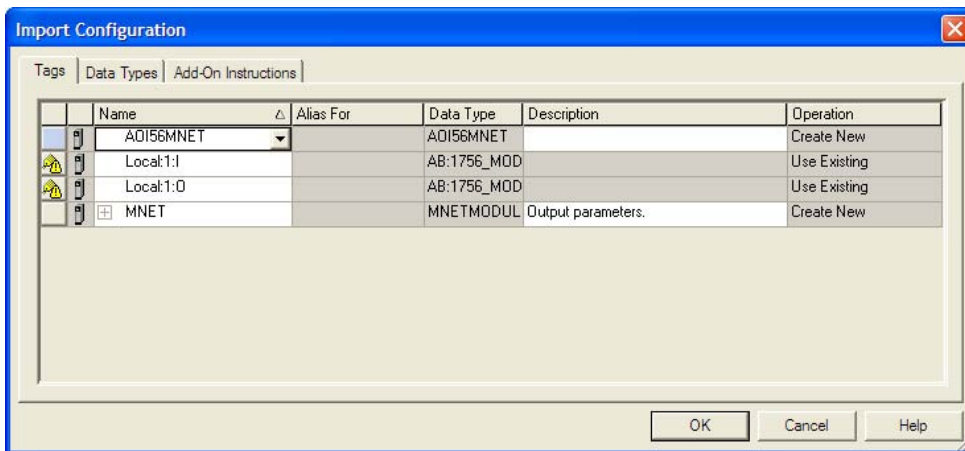 Import Configuration
Tags Data Types Add-On Instructions
Name Alias For Data Type Description Operation
AOI56MNET AOI56MNET Create New
Local:1:I AB:1756_MOD Use Existing
Local:1:O AB:1756_MOD Use Existing
MNET MNETMODUL Output parameters. Create New
OK Cancel Help